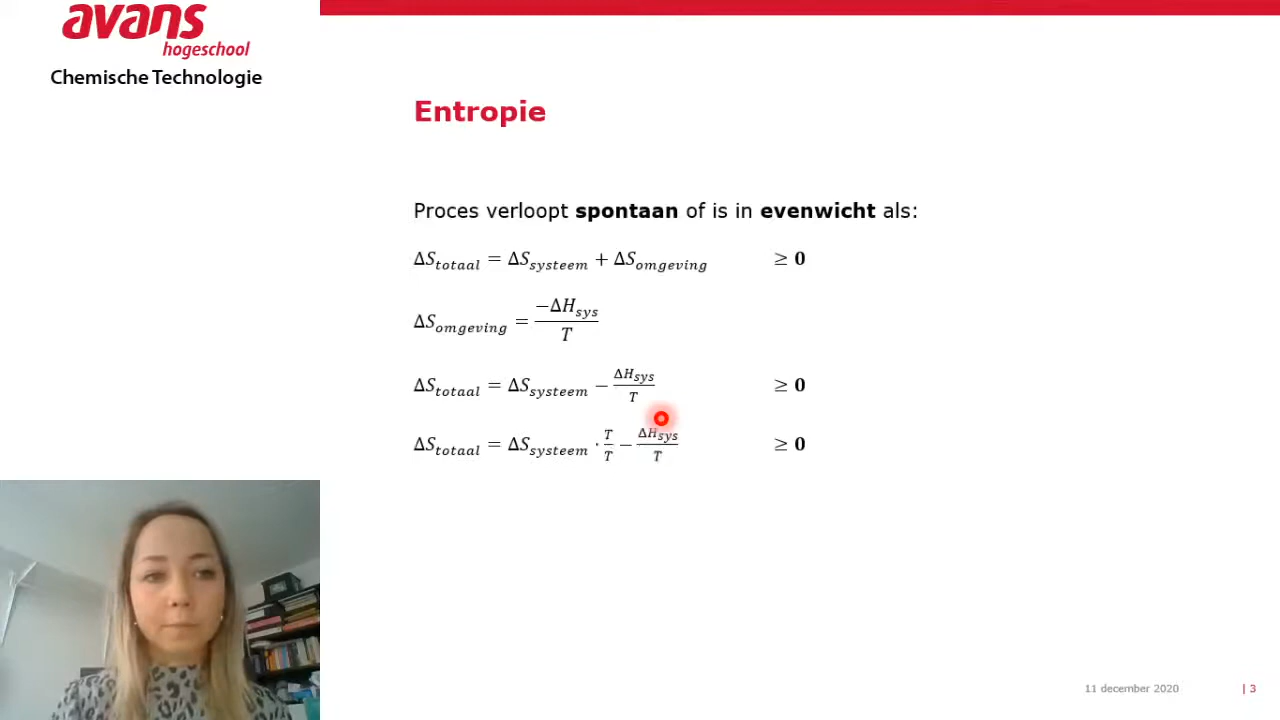 avans
hogeschool
Chemische Technologie
Entropie
Proces verloopt spontaan of is in evenwicht als:
ΔS_totaal = ΔS_systeem + ΔS_omgeving ≥ 0
ΔS_omgeving = −ΔH_sys / T
ΔS_totaal = ΔS_systeem − ΔH_sys / T ≥ 0
ΔS_totaal = ΔS_systeem · T / T − ΔH_sys / T ≥ 0
11 december 2020 | 3